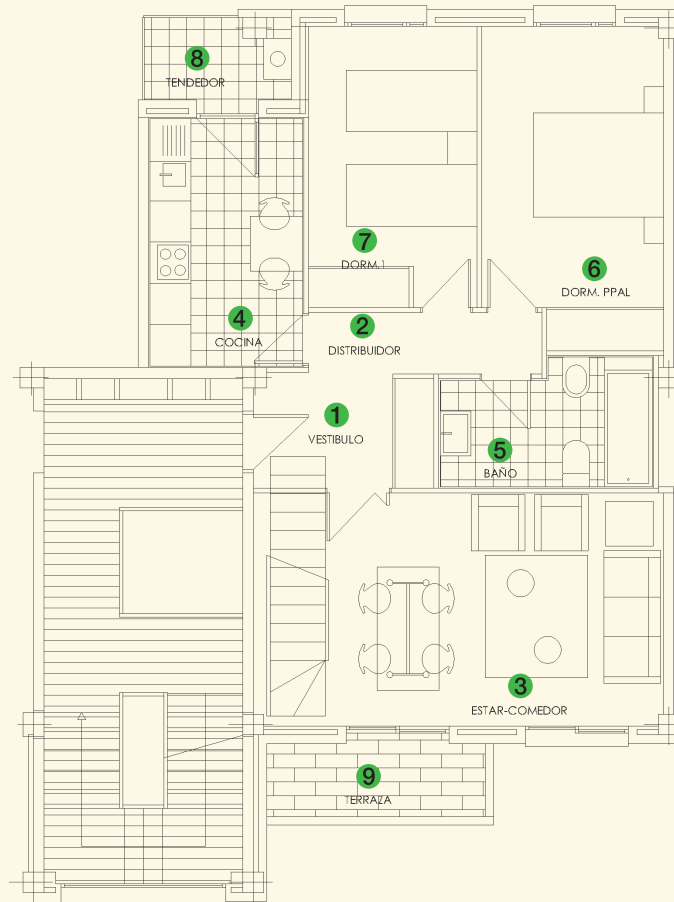 8
TENDEDOR
7
DORM.1
6
DORM. PPAL
4
COCINA
2
DISTRIBUIDOR
1
VESTIBULO
5
BAÑO
3
ESTAR-COMEDOR
9
TERRAZA